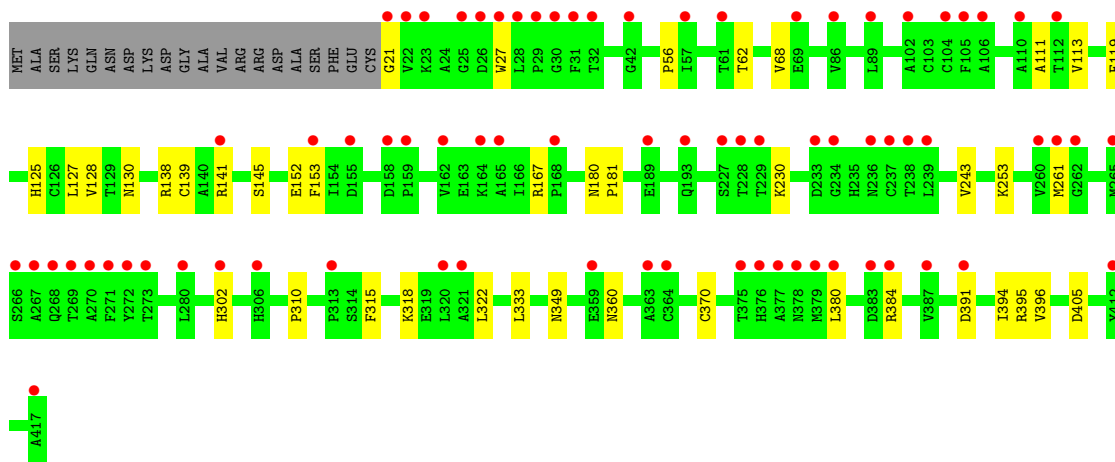 MET ALA SER LYS GLN ASN ASP LYS ASP GLY ALA VAL ARG ARG ASP ALA SER PHE GLU CYS G21 V22 K23 A24 G25 D26 W27 L28 P29 G30 F31 T32 G42 P56 I57 T61 T62 V68 E69 V86 L89 A102 C103 C104 F105 A106 A110 A111 T112 V113
H125 C126 L127 V128 T129 N130 R138 C139 A140 R141 S145 E152 F153 I154 D155 D158 P159 V162 E163 K164 A165 I166 R167 P168 N180 P181 E189 Q193 S227 T228 T229 K230 D233 G234 H235 N236 C237 T238 L239 V243 K253 V260 M261 G262
S266 A267 Q268 T269 A270 F271 Y272 T273 L280 H302 H306 P310 P313 S314 F315 K318 E319 L320 A321 L322 L333 N349 E359 N360 A363 C364 C370 T375 H376 A377 N378 M379 L380 D383 R384 V387 D391 I394 R395 V396 D405
A417